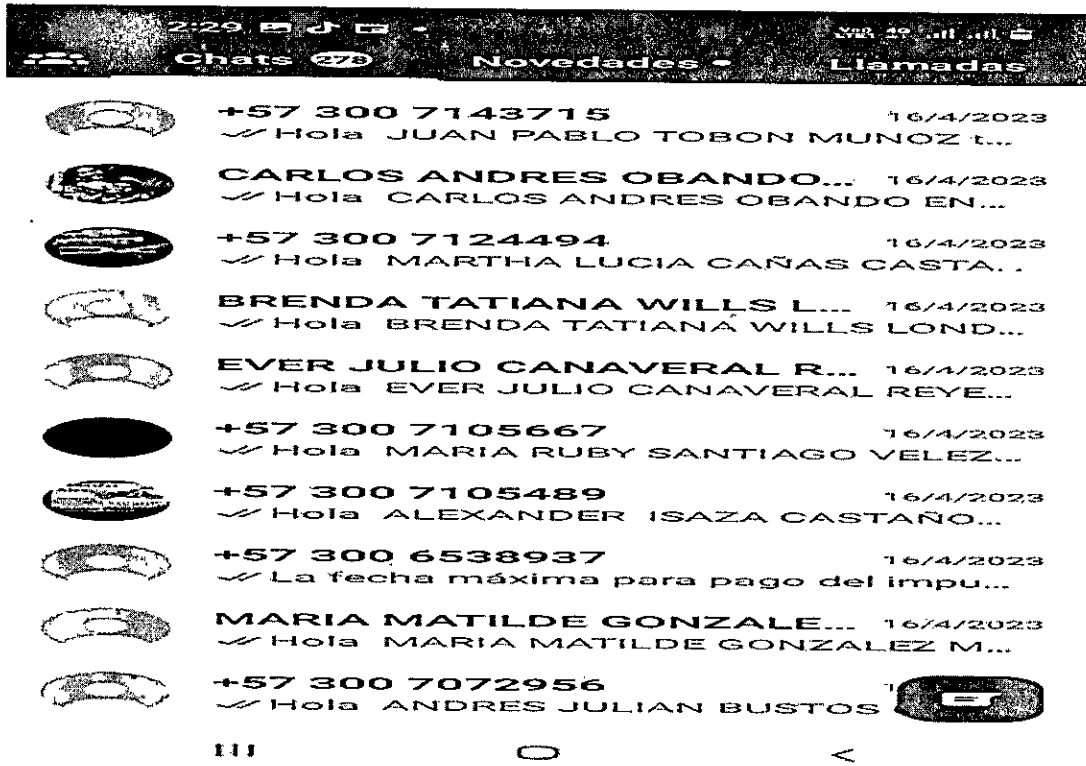 2:29
Chats 278 Novedades Llamadas
+57 300 7143715 16/4/2023
Hola JUAN PABLO TOBON MUNOZ t...
CARLOS ANDRES OBANDO... 16/4/2023
Hola CARLOS ANDRES OBANDO EN...
+57 300 7124494 16/4/2023
Hola MARTHA LUCIA CAÑAS CASTA...
BRENDA TATIANA WILLS L... 16/4/2023
Hola BRENDA TATIANA WILLS LOND...
EVER JULIO CANAVERAL R... 16/4/2023
Hola EVER JULIO CANAVERAL REYE...
+57 300 7105667 16/4/2023
Hola MARIA RUBY SANTIAGO VELEZ...
+57 300 7105489 16/4/2023
Hola ALEXANDER ISAZA CASTAÑO...
+57 300 6538937 16/4/2023
La fecha máxima para pago del impu...
MARIA MATILDE GONZALE... 16/4/2023
Hola MARIA MATILDE GONZALEZ M...
+57 300 7072956
Hola ANDRES JULIAN BUSTOS